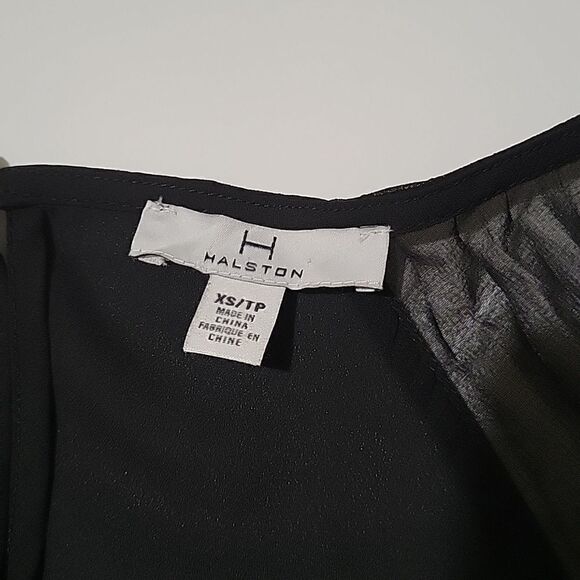 H
HALSTON
XS/TP
MADE IN
CHINA
FABRIQUE EN
CHINE